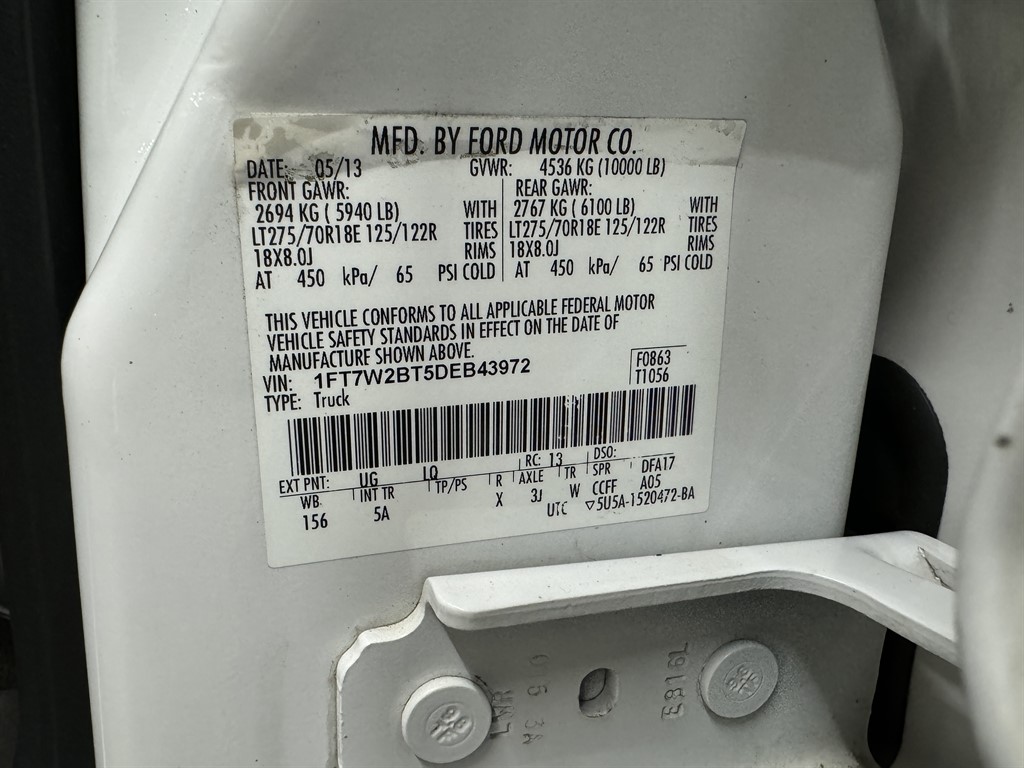 MFD. BY FORD MOTOR CO.
DATE: 05/13 GVWR: 4536 KG (10000 LB)
FRONT GAWR: REAR GAWR:
2694 KG ( 5940 LB) WITH 2767 KG ( 6100 LB) WITH
LT275/70R18E 125/122R TIRES LT275/70R18E 125/122R TIRES
18X8.0J RIMS 18X8.0J RIMS
AT 450 kPa/ 65 PSI COLD AT 450 kPa/ 65 PSI COLD
THIS VEHICLE CONFORMS TO ALL APPLICABLE FEDERAL MOTOR
VEHICLE SAFETY STANDARDS IN EFFECT ON THE DATE OF
MANUFACTURE SHOWN ABOVE.
VIN: 1FT7W2BT5DEB43972 F0863
TYPE: Truck T1056
EXT PNT: UG LQ RC: 13 DSO:
WB INT TR TP/PS R AXLE TR SPR DFA17
156 5A X 3J W CCFF A05
UTC ▽5U5A-1520472-BA
LWR E816L